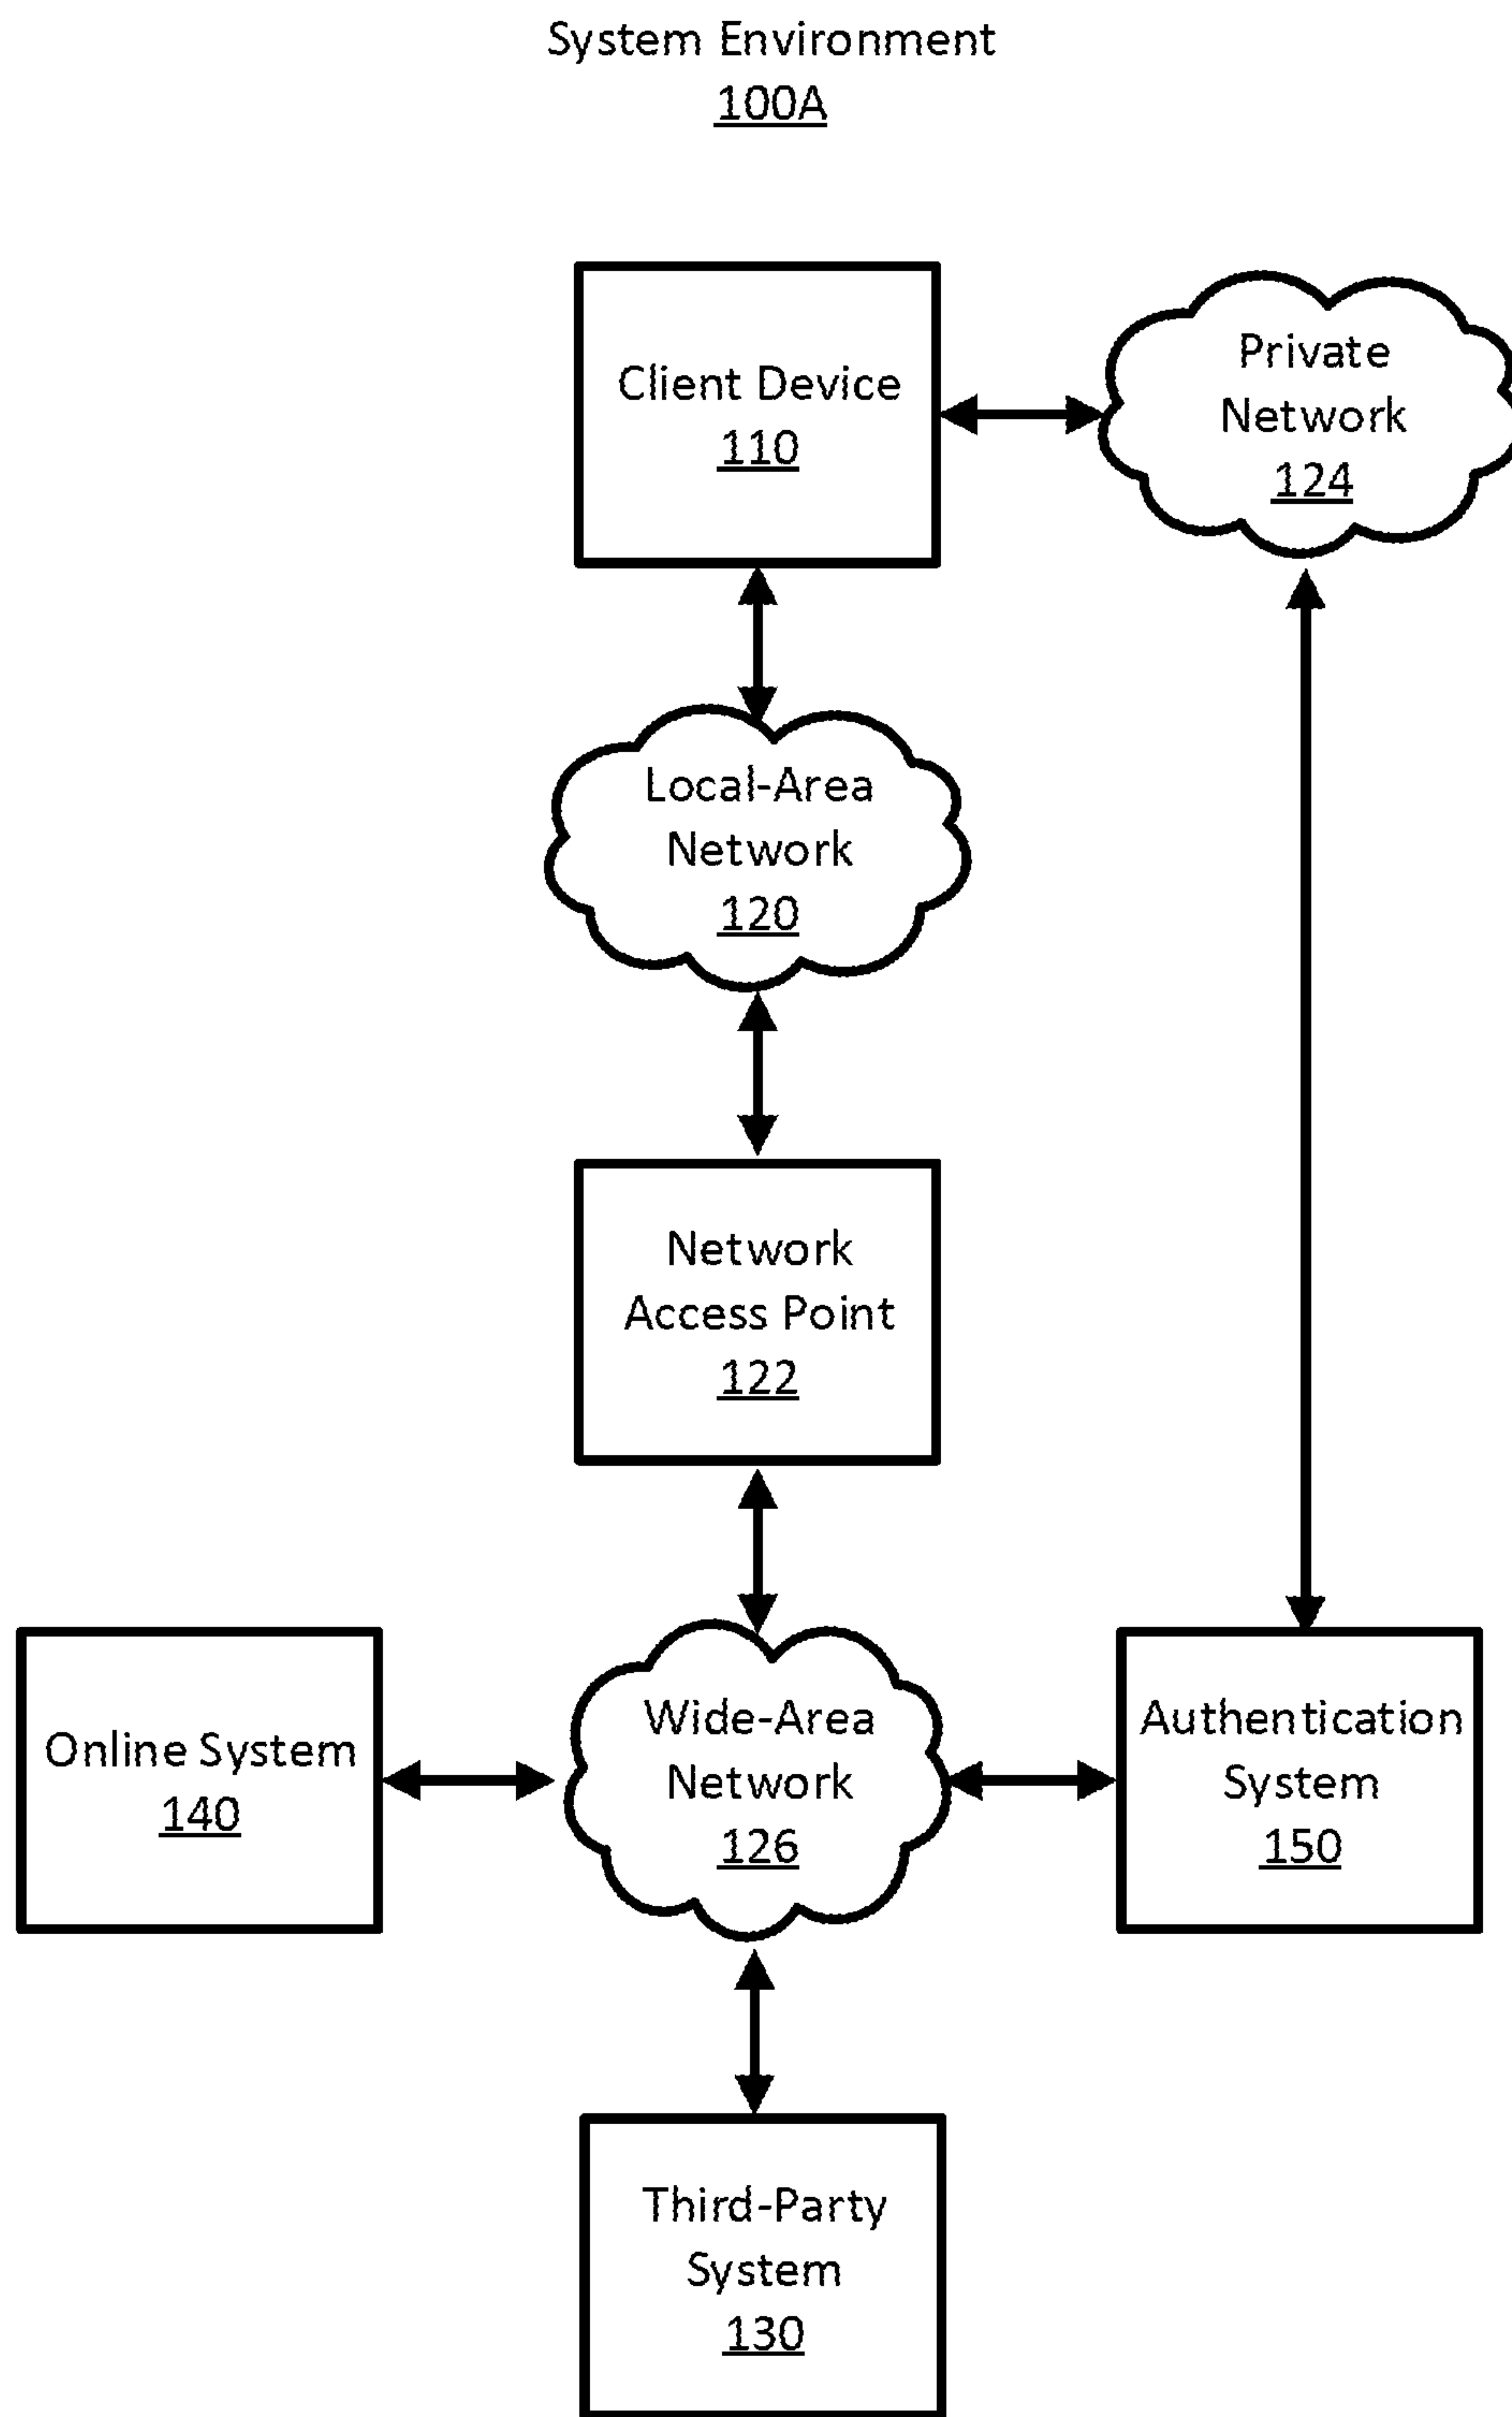 System Environment
100A
Client Device
110
Private
Network
124
Local-Area
Network
120
Network
Access Point
122
Online System
140
Wide-Area
Network
126
Authentication
System
150
Third-Party
System
130